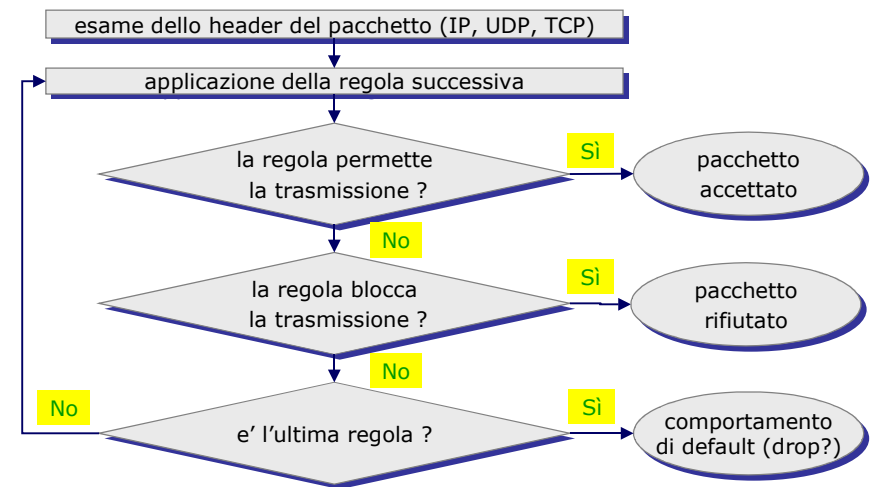 esame dello header del pacchetto (IP, UDP, TCP)
applicazione della regola successiva
la regola permette
la trasmissione ?
Sì
pacchetto
accettato
No
la regola blocca
la trasmissione ?
Sì
pacchetto
rifiutato
No
No
e’ l’ultima regola ?
Sì
comportamento
di default (drop?)